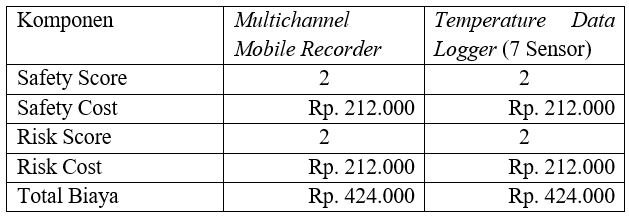 Komponen Multichannel Temperature Data
Mobile Recorder Logger (7 Sensor)
Safety Score 2 2
Safety Cost Rp. 212.000 Rp. 212.000
Risk Score 2 2
Risk Cost Rp. 212.000 Rp. 212.000
Total Biaya Rp. 424.000 Rp. 424.000